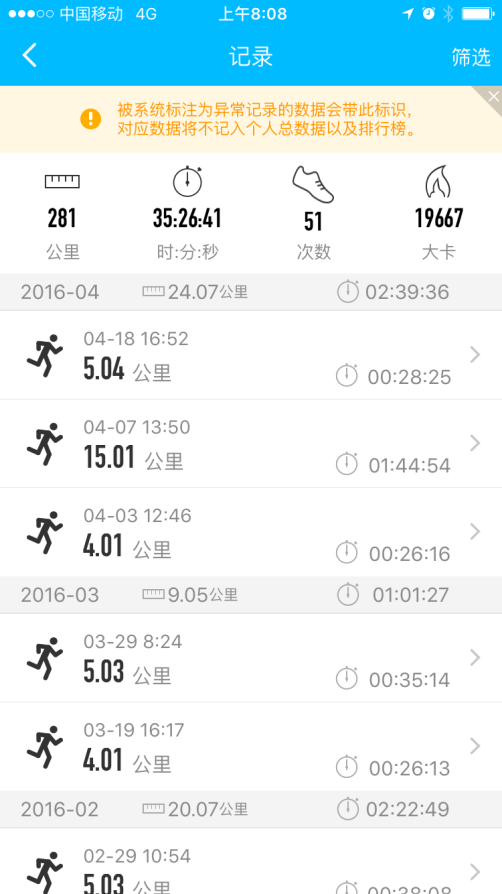 中国移动 4G 上午8:08
记录 筛选
被系统标注为异常记录的数据会带此标识，
对应数据将不记入个人总数据以及排行榜。
281 35:26:41 51 19667
公里 时:分:秒 次数 大卡
2016-04 24.07公里 02:39:36
04-18 16:52
5.04 公里 00:28:25
04-07 13:50
15.01 公里 01:44:54
04-03 12:46
4.01 公里 00:26:16
2016-03 9.05公里 01:01:27
03-29 8:24
5.03 公里 00:35:14
03-19 16:17
4.01 公里 00:26:13
2016-02 20.07公里 02:22:49
02-29 10:54
5.03 公里 00:38:08